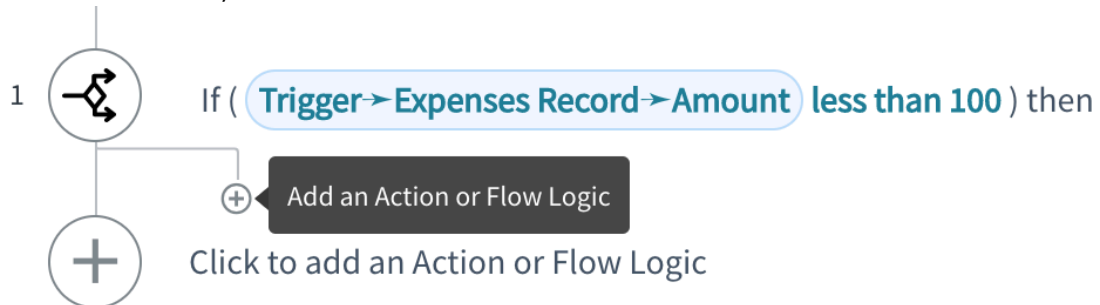 1 If ( Trigger➛Expenses Record➛Amount less than 100 ) then
Add an Action or Flow Logic
Click to add an Action or Flow Logic